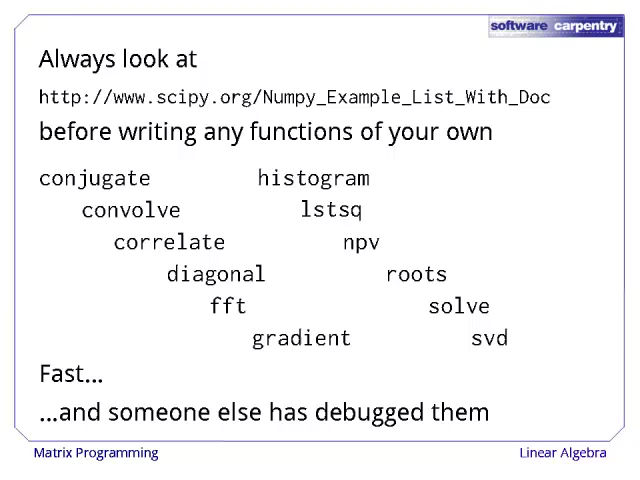 software carpentry
Always look at
http://www.scipy.org/Numpy_Example_List_With_Doc
before writing any functions of your own
conjugate histogram
convolve lstsq
correlate npv
diagonal roots
fft solve
gradient svd
Fast...
...and someone else has debugged them
Matrix Programming Linear Algebra